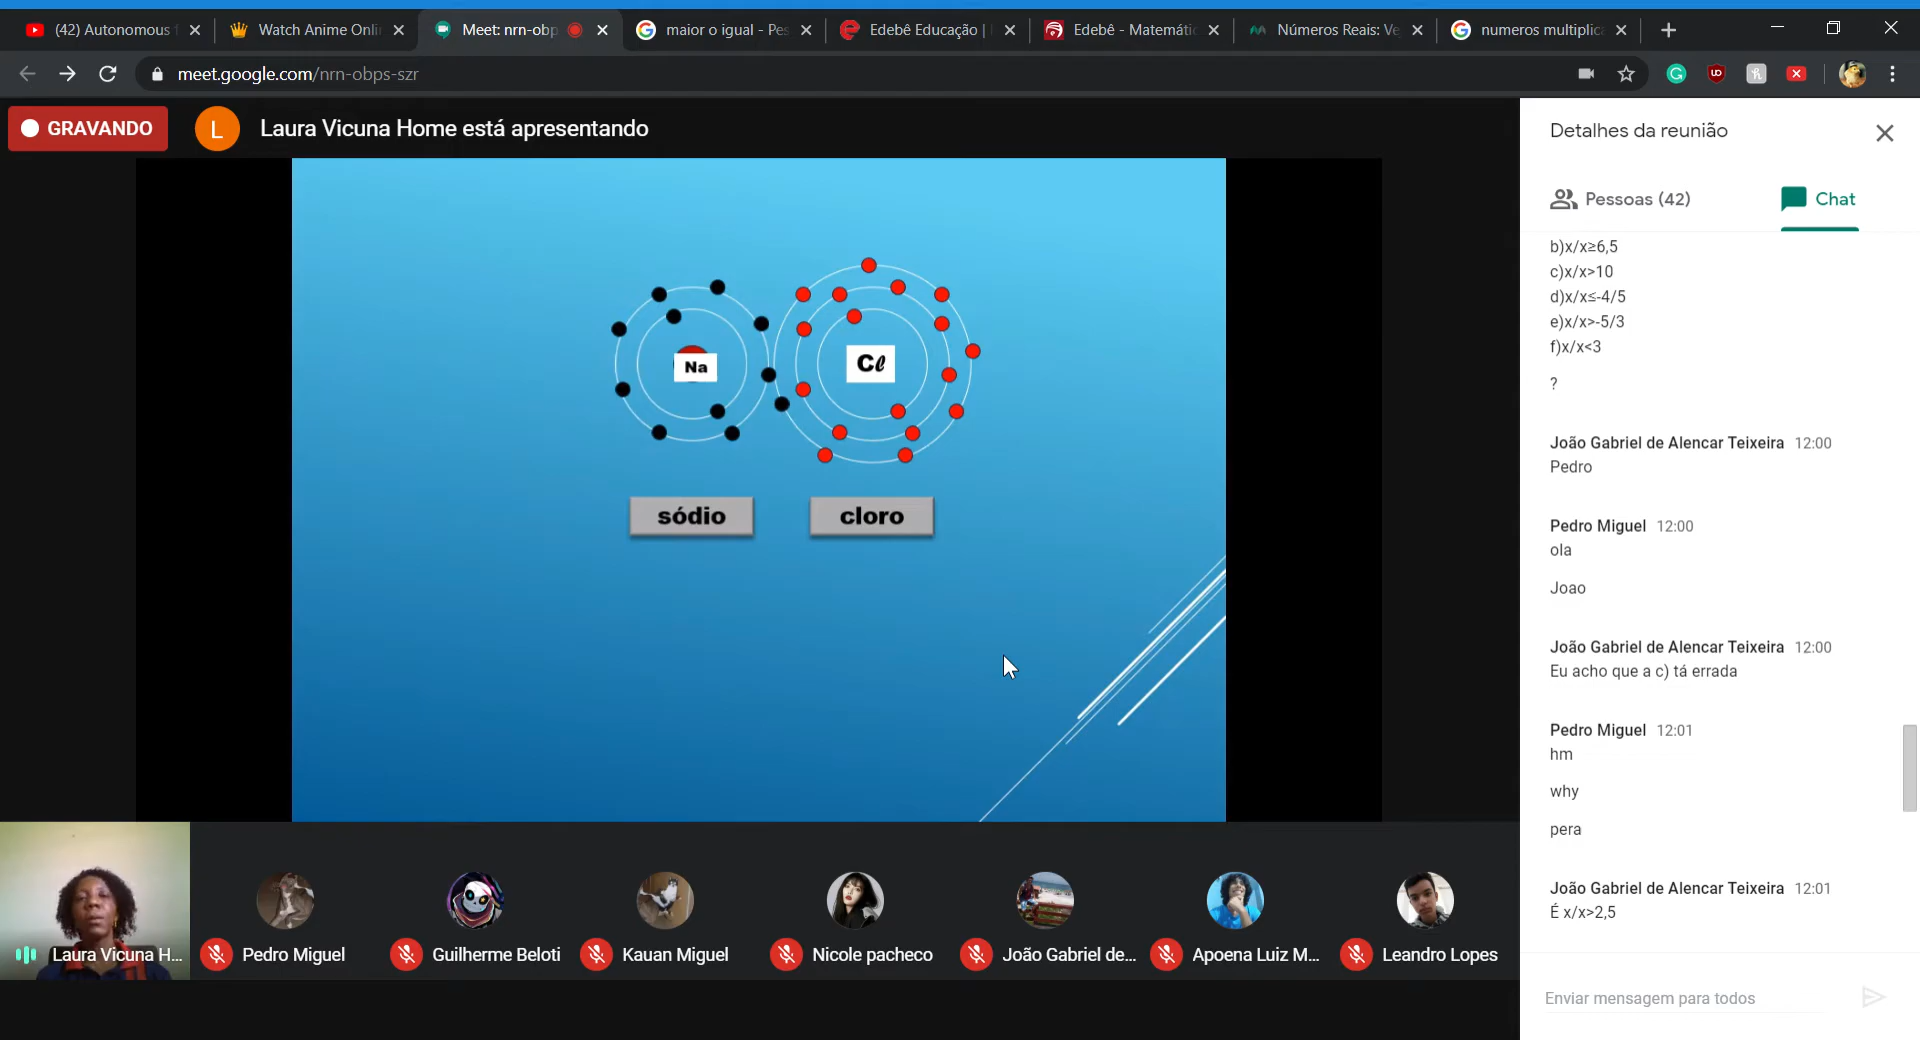 (42) Autonomous
Watch Anime Onli
Meet: nrn-obp
maior o igual - Pes
Edebê Educação |
Edebê - Matemátic
Números Reais: Ve
numeros multiplica
meet.google.com/nrn-obps-szr
GRAVANDO
L
Laura Vicuna Home está apresentando
Na
Cℓ
sódio
cloro
Detalhes da reunião
Pessoas (42)
Chat
b)x/x≥6,5
c)x/x>10
d)x/x≤-4/5
e)x/x>-5/3
f)x/x<3
?
João Gabriel de Alencar Teixeira 12:00
Pedro
Pedro Miguel 12:00
ola
Joao
João Gabriel de Alencar Teixeira 12:00
Eu acho que a c) tá errada
Pedro Miguel 12:01
hm
why
pera
João Gabriel de Alencar Teixeira 12:01
É x/x>2,5
Enviar mensagem para todos
Laura Vicuna H...
Pedro Miguel
Guilherme Beloti
Kauan Miguel
Nicole pacheco
João Gabriel de...
Apoena Luiz M...
Leandro Lopes